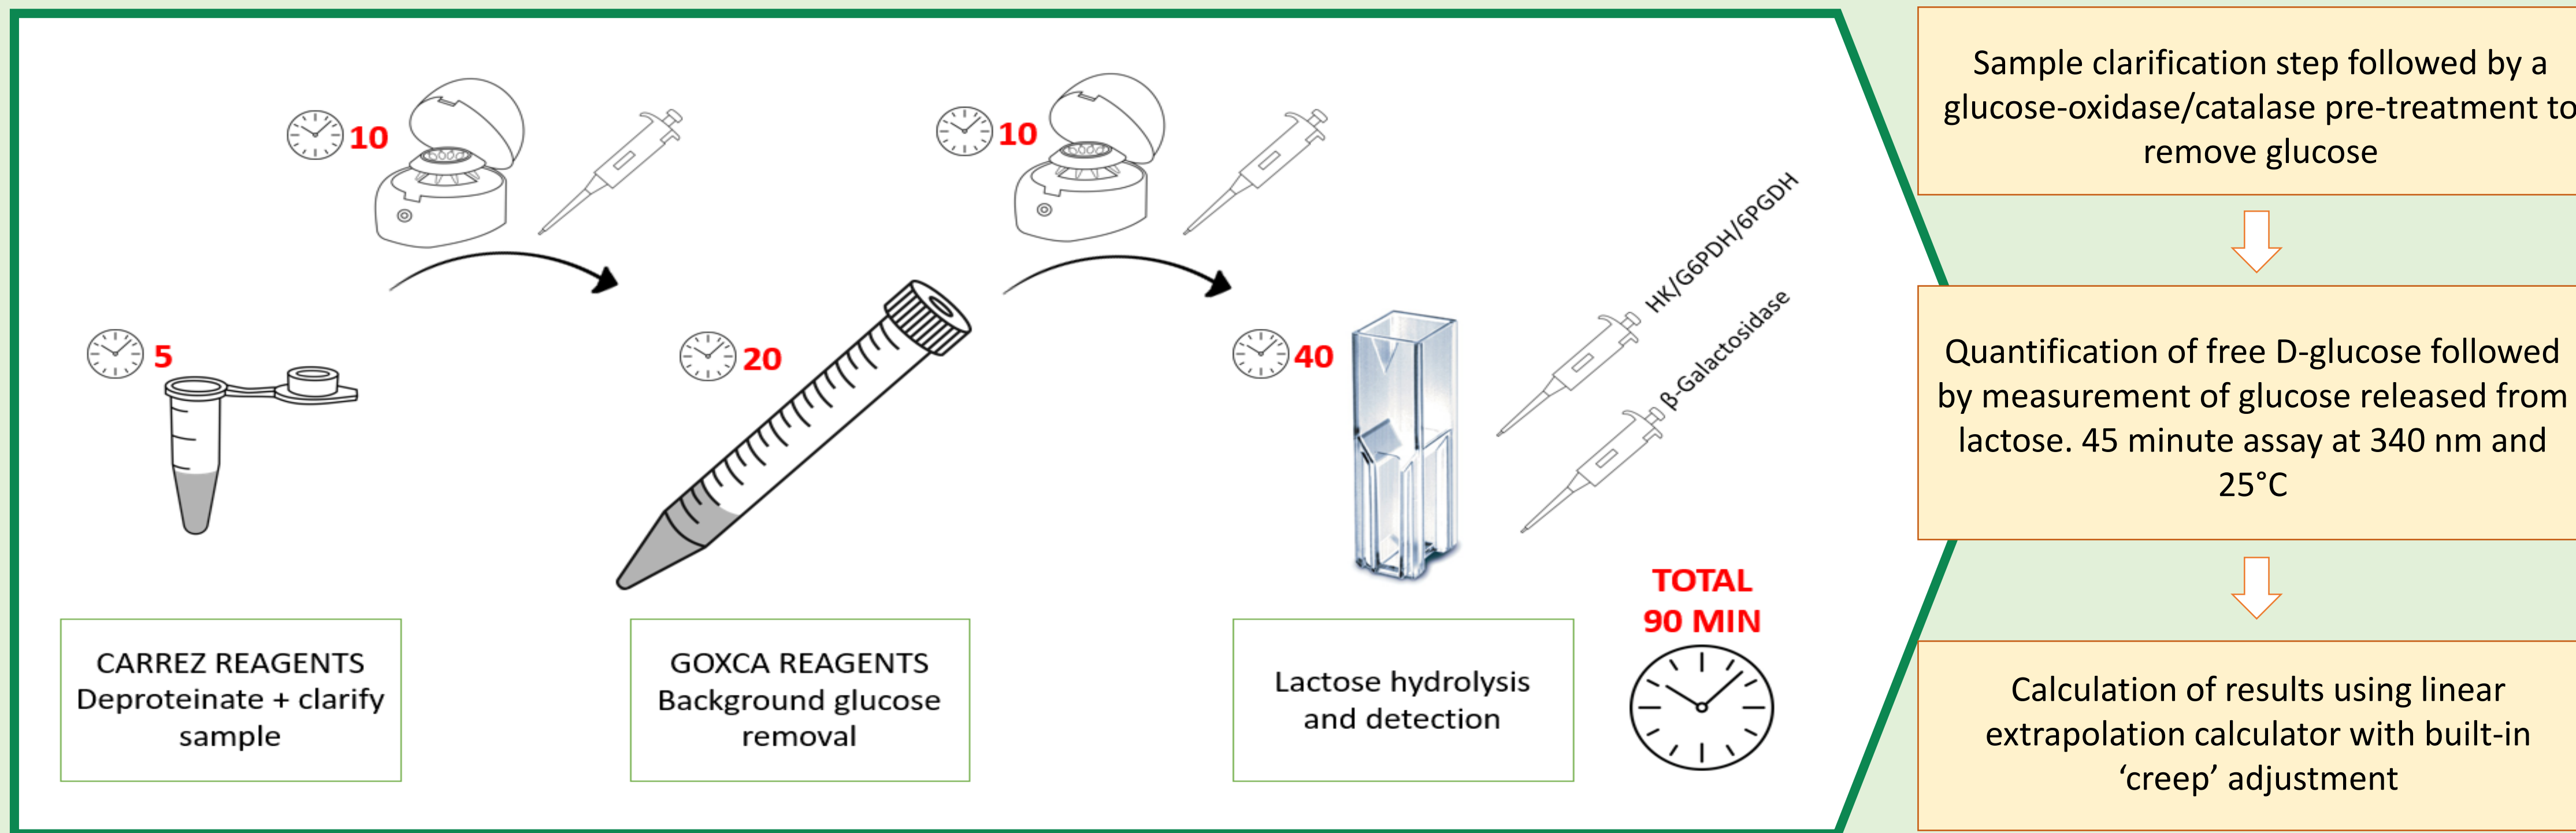 10
10
HK/G6PDH/6PGDH
β-Galactosidase
5
20
40
TOTAL
90 MIN
CARREZ REAGENTS
Deproteinate + clarify
sample
GOXCA REAGENTS
Background glucose
removal
Lactose hydrolysis
and detection
Sample clarification step followed by a
glucose-oxidase/catalase pre-treatment to
remove glucose
Quantification of free D-glucose followed
by measurement of glucose released from
lactose. 45 minute assay at 340 nm and
25°C
Calculation of results using linear
extrapolation calculator with built-in
‘creep’ adjustment